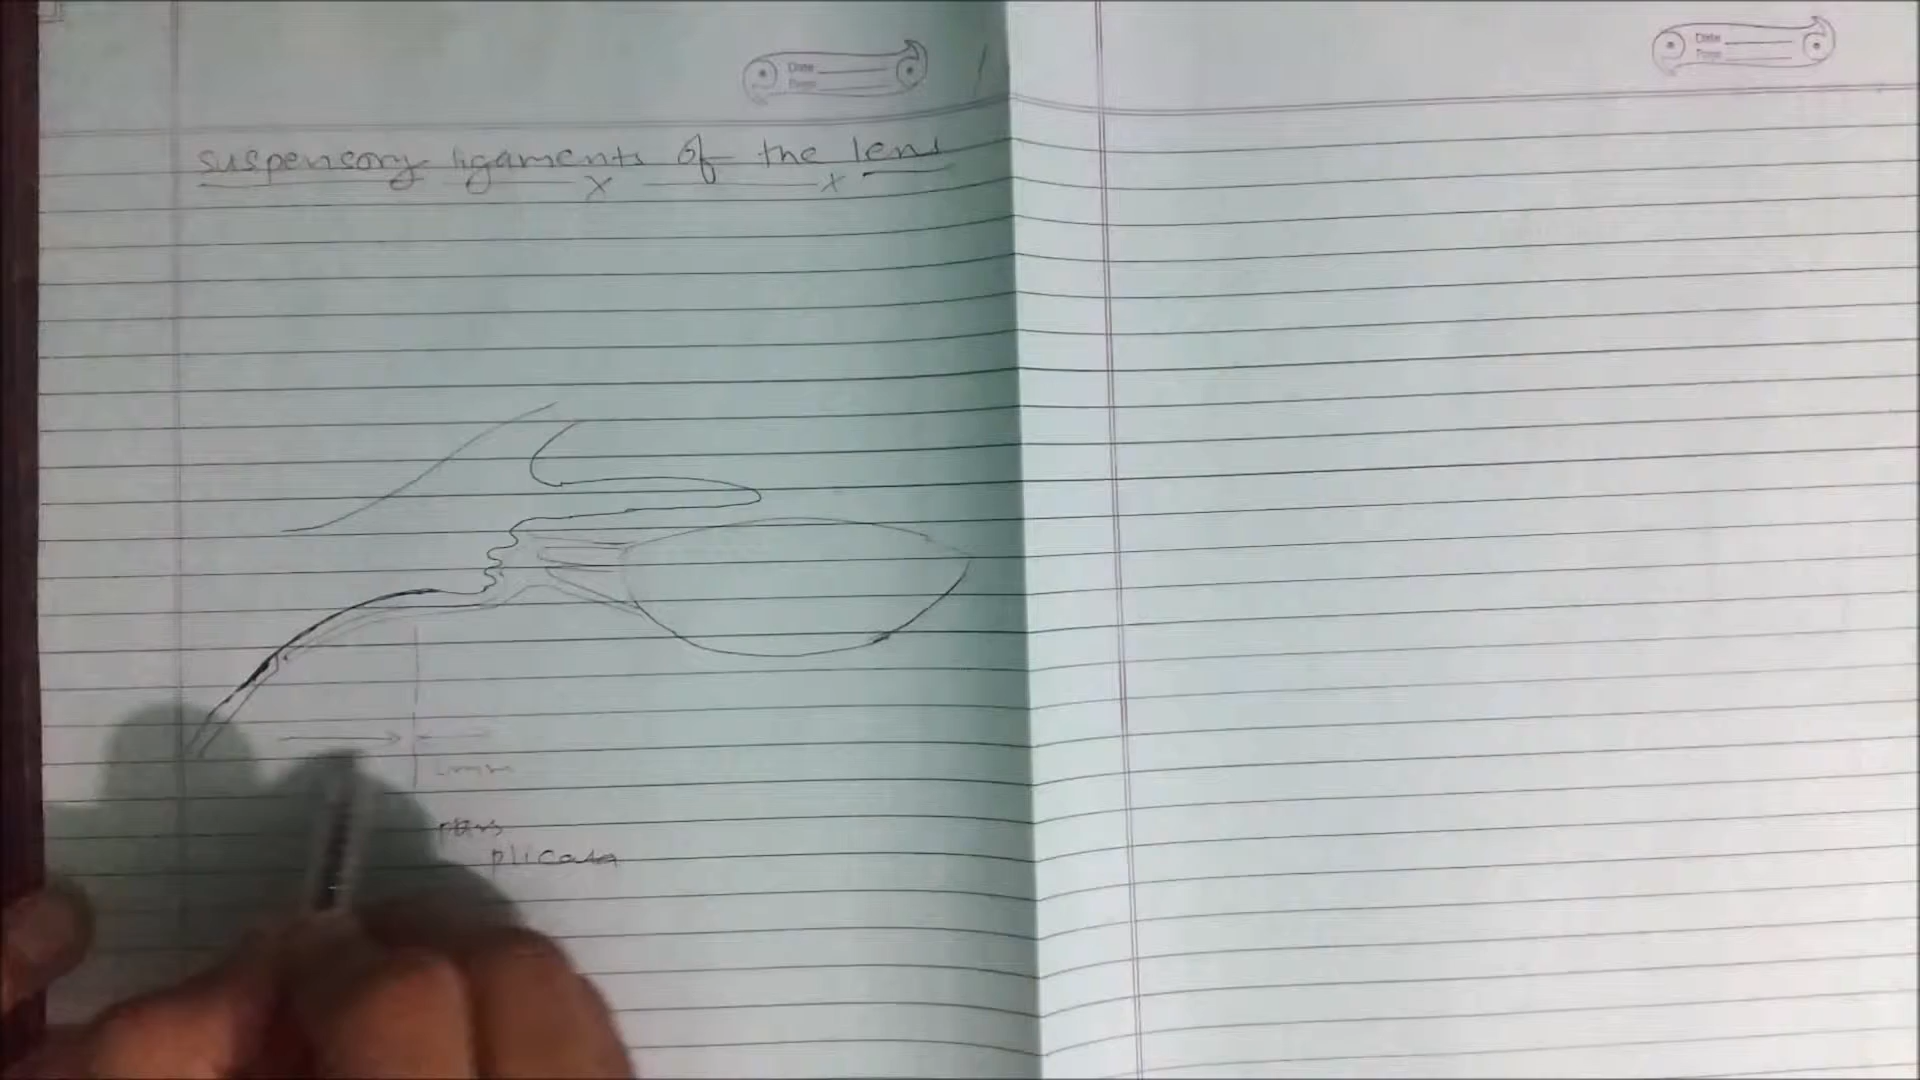 Date
Page
Date
Page
suspensory ligaments of the lens
pars
plicata